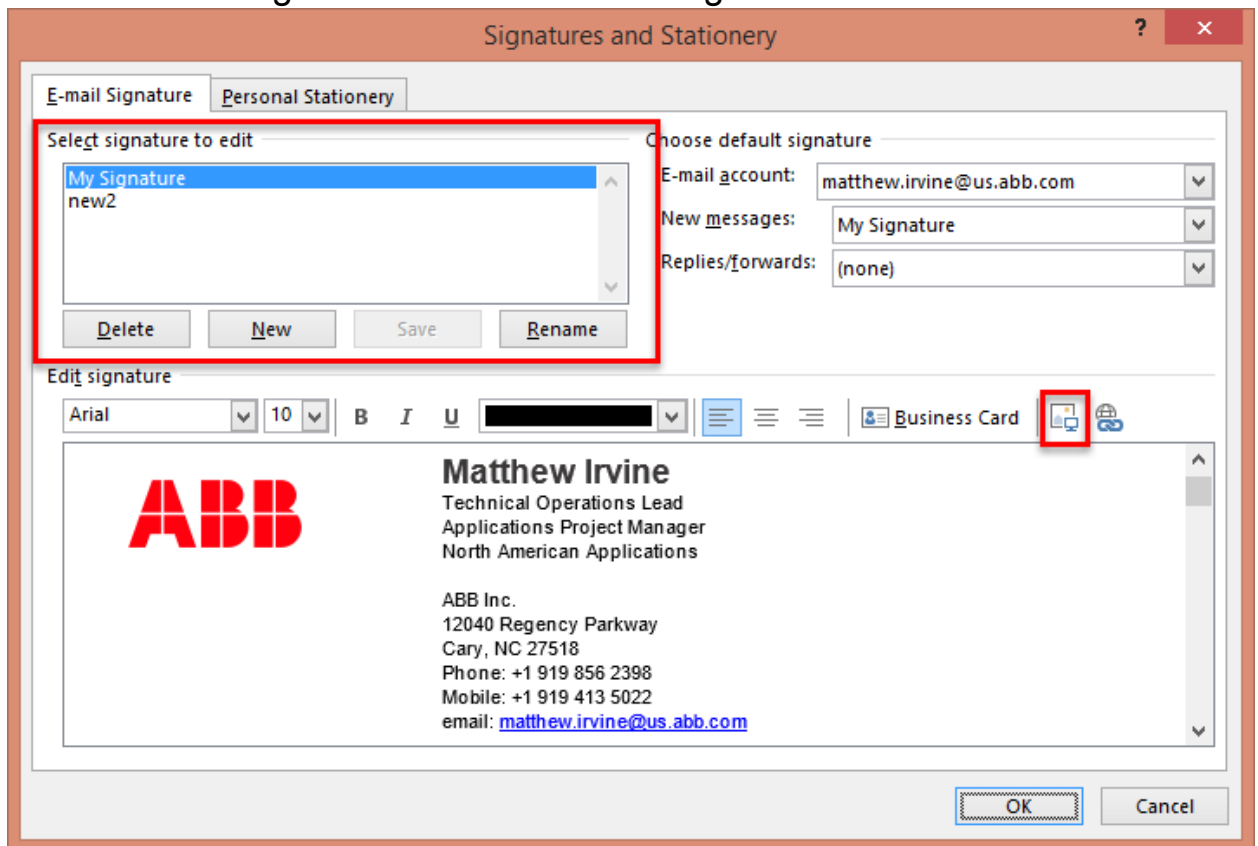 Signatures and Stationery
?
E-mail Signature
Personal Stationery
Select signature to edit
My Signature
new2
Delete
New
Save
Rename
Choose default signature
E-mail account:
matthew.irvine@us.abb.com
New messages:
My Signature
Replies/forwards:
(none)
Edit signature
Arial
10
B
I
U
Business Card
ABB
Matthew Irvine
Technical Operations Lead
Applications Project Manager
North American Applications
ABB Inc.
12040 Regency Parkway
Cary, NC 27518
Phone: +1 919 856 2398
Mobile: +1 919 413 5022
email: matthew.irvine@us.abb.com
OK
Cancel